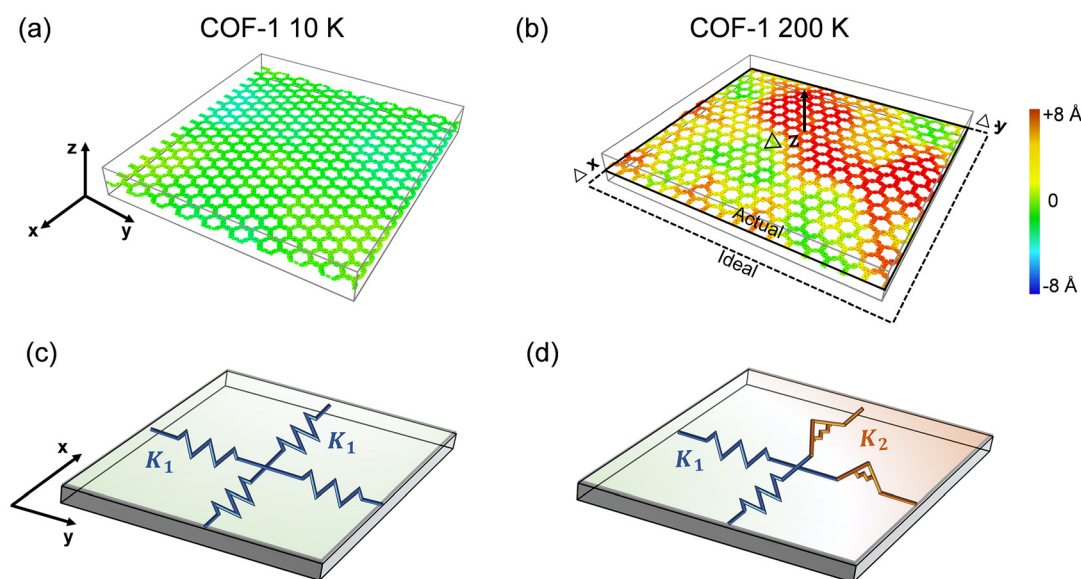 (a)
COF-1 10 K
(b)
COF-1 200 K
z
x
y
△ z
△ x
△ y
Actual
Ideal
+8 Å
0
-8 Å
(c)
K₁
K₁
x
y
(d)
K₁
K₂